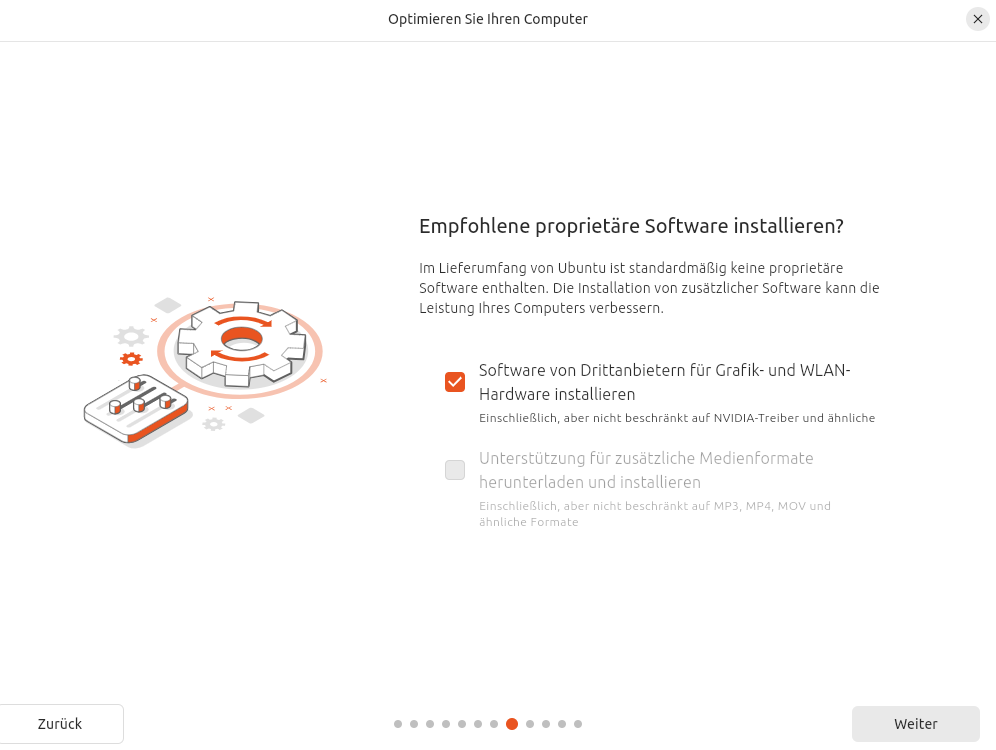 Optimieren Sie Ihren Computer
Empfohlene proprietäre Software installieren?
Im Lieferumfang von Ubuntu ist standardmäßig keine proprietäre
Software enthalten. Die Installation von zusätzlicher Software kann die
Leistung Ihres Computers verbessern.
Software von Drittanbietern für Grafik- und WLAN-
Hardware installieren
Einschließlich, aber nicht beschränkt auf NVIDIA-Treiber und ähnliche
Unterstützung für zusätzliche Medienformate
herunterladen und installieren
Einschließlich, aber nicht beschränkt auf MP3, MP4, MOV und
ähnliche Formate
Zurück
Weiter